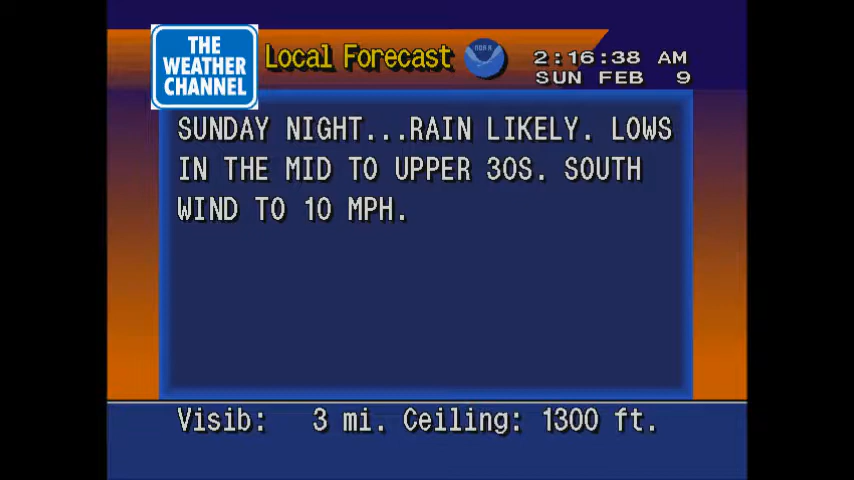 THE
WEATHER
CHANNEL
Local Forecast
NOAA
2:16:38 AM
SUN FEB 9
SUNDAY NIGHT...RAIN LIKELY. LOWS
IN THE MID TO UPPER 30S. SOUTH
WIND TO 10 MPH.
Visib: 3 mi. Ceiling: 1300 ft.